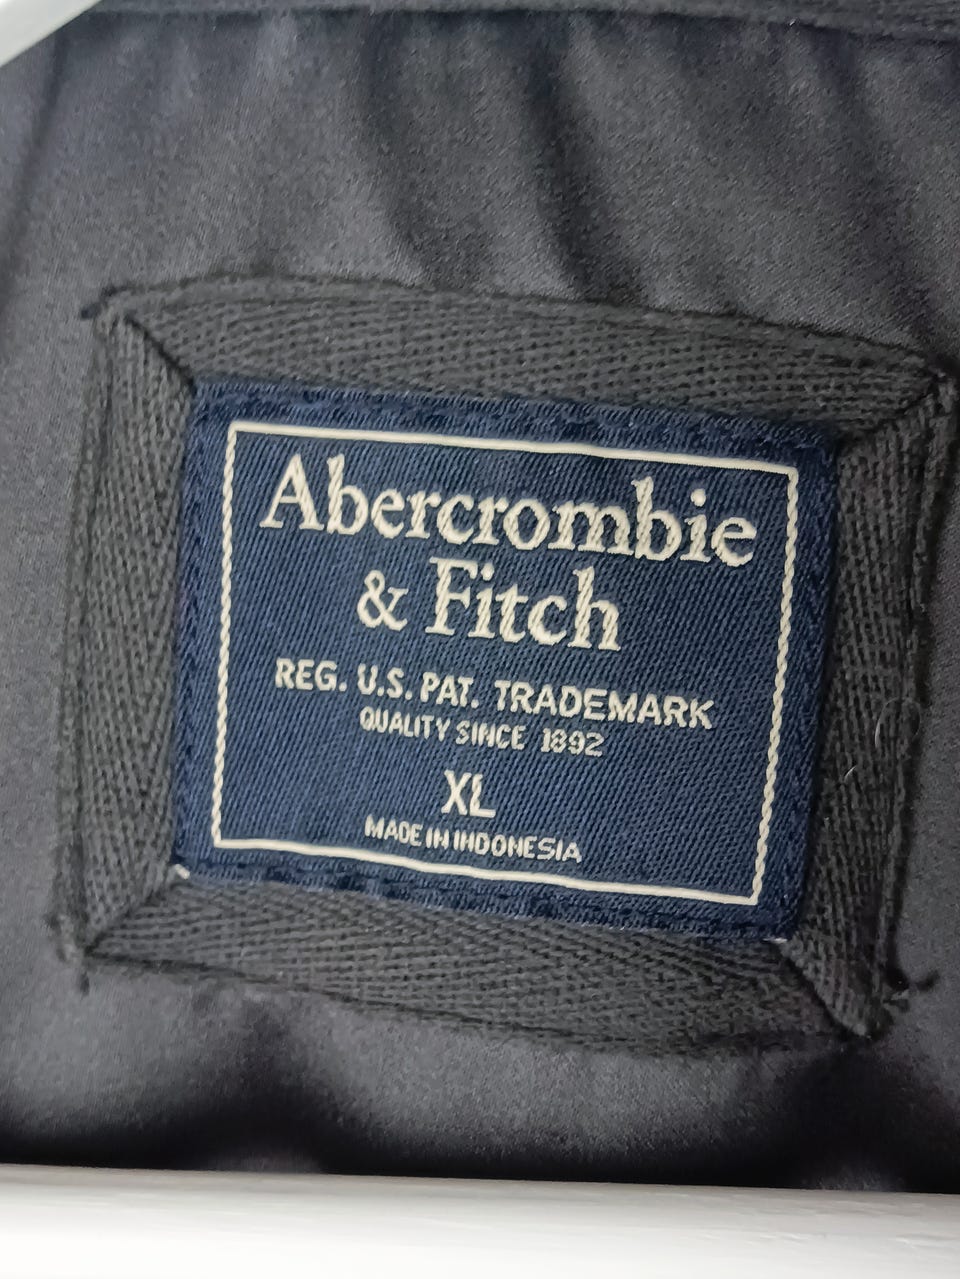 Abercrombie
& Fitch
REG. U.S. PAT. TRADEMARK
QUALITY SINCE 1892
XL
MADE IN INDONESIA